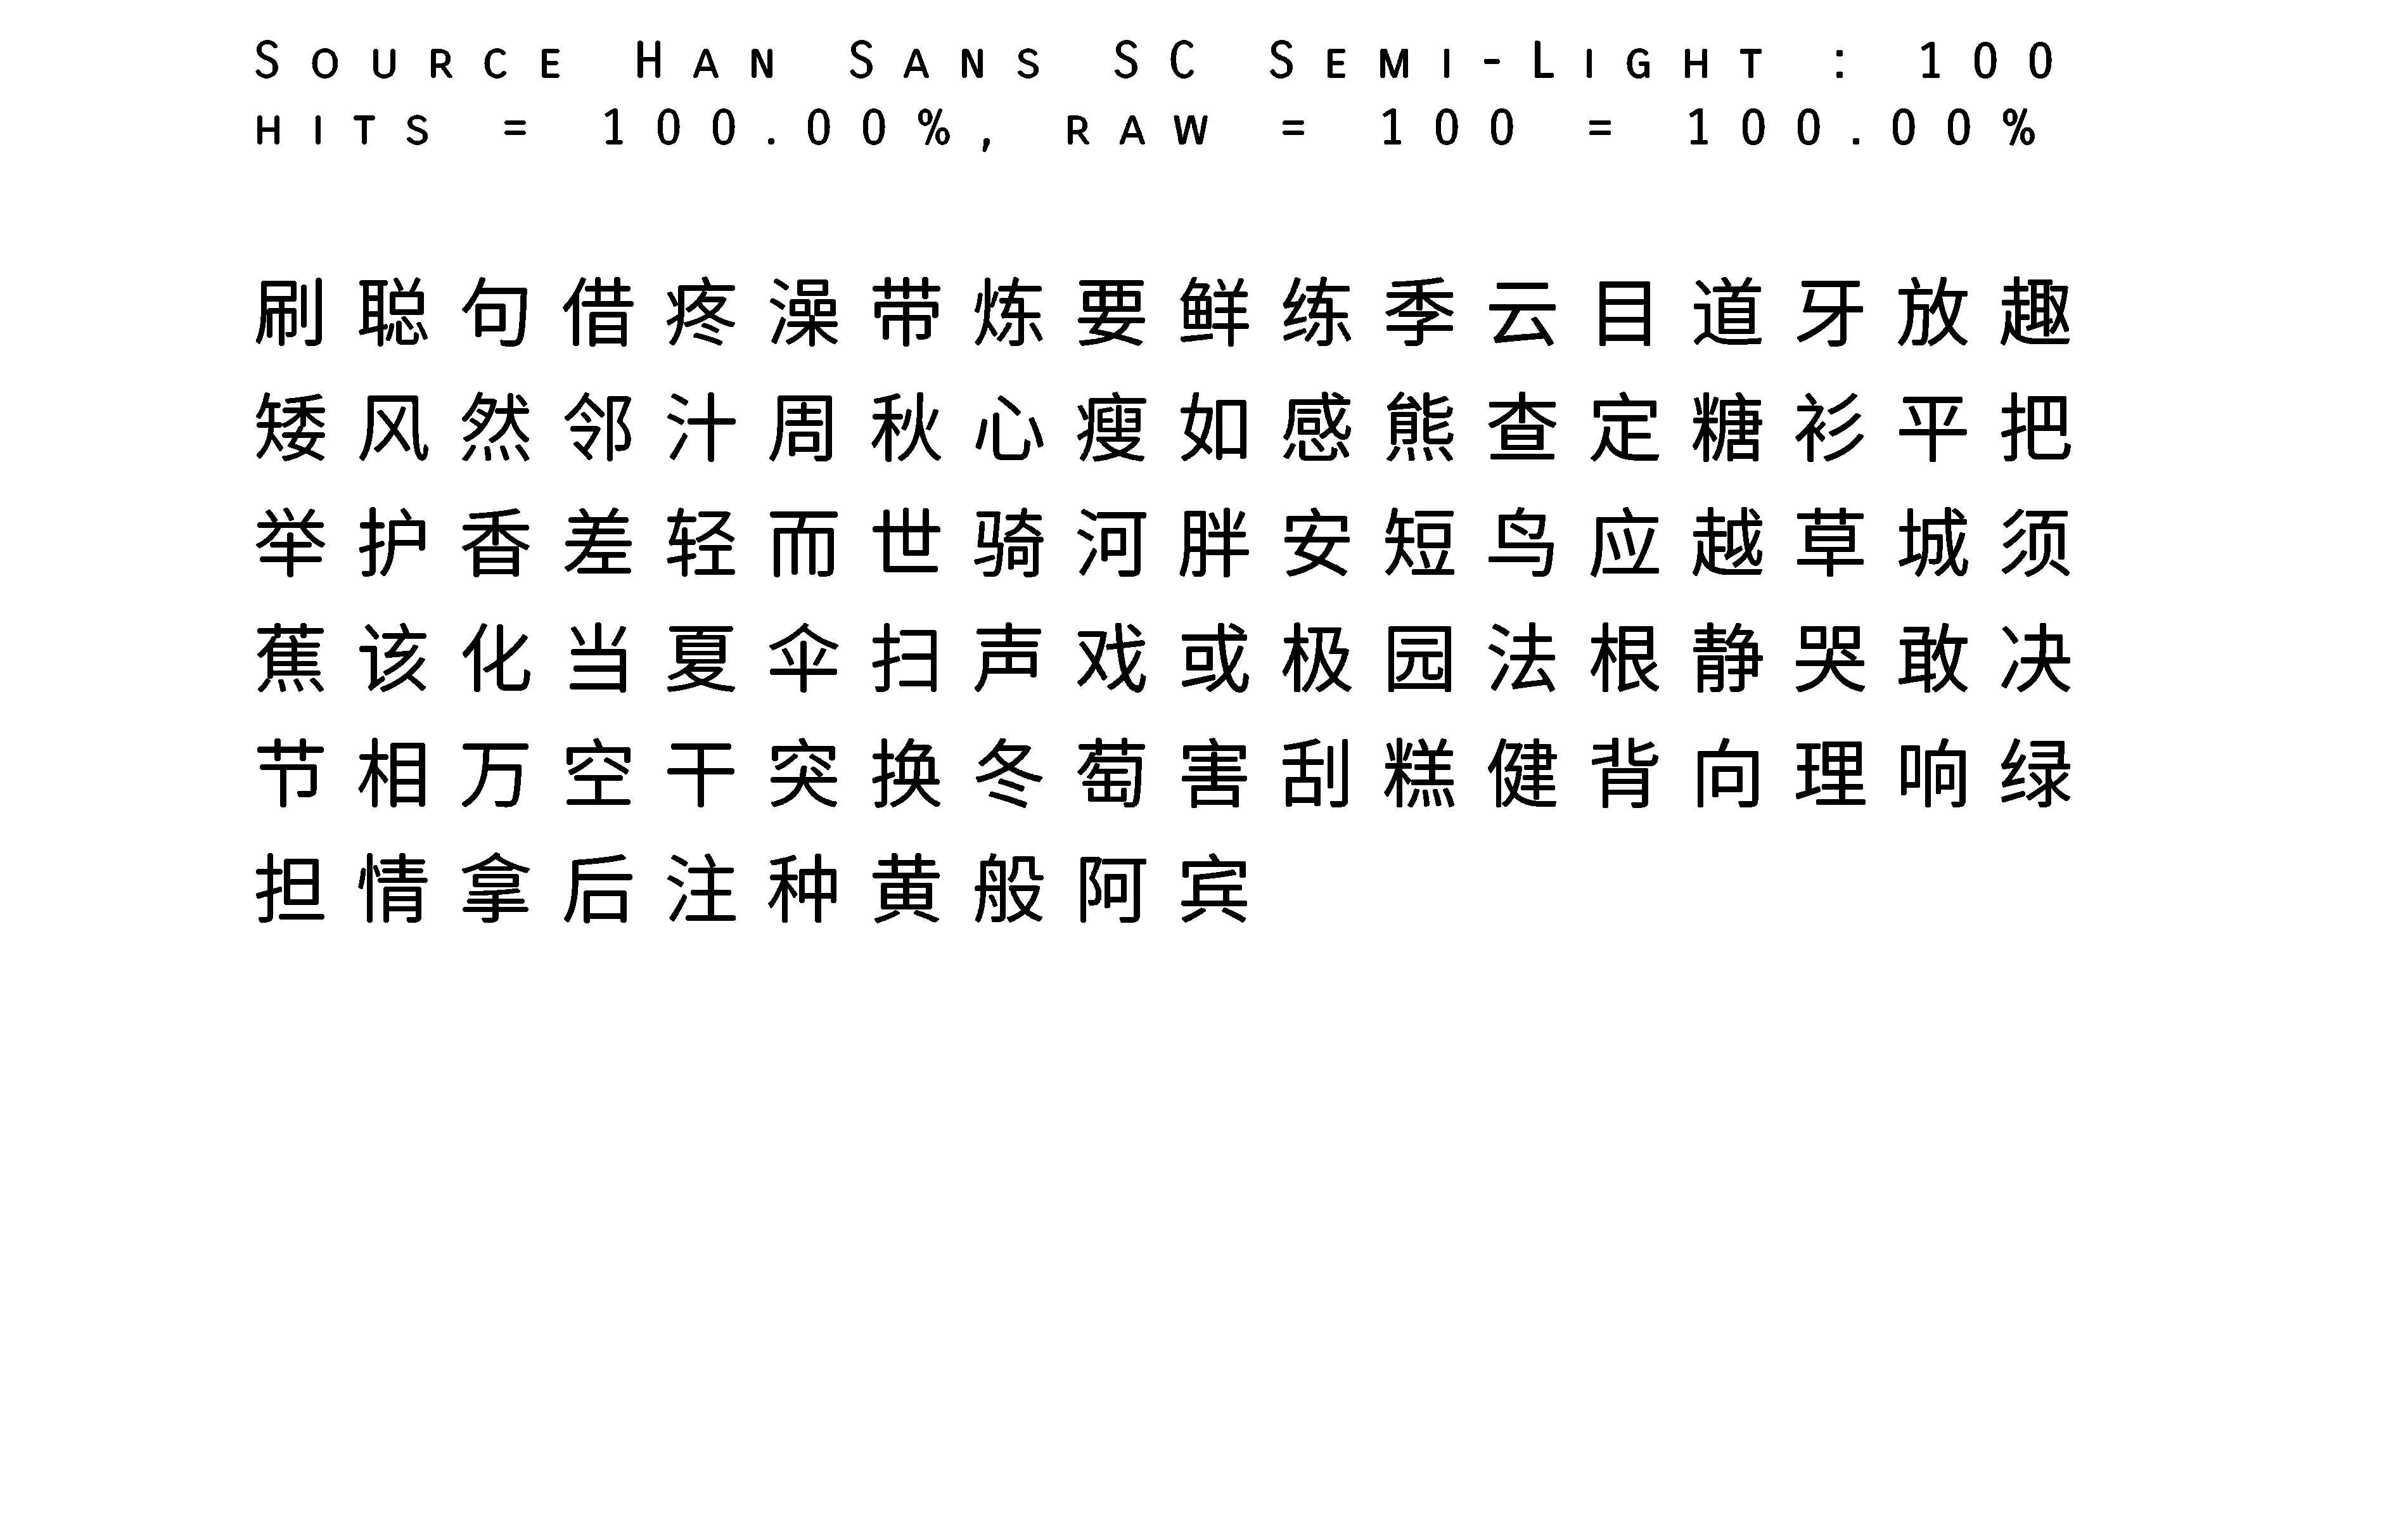 Source Han Sans SC Semi-Light : 100
hits = 100.00%, raw = 100 = 100.00%
刷聪句借疼澡带炼要鲜练季云目道牙放趣
矮风然邻汁周秋心瘦如感熊查定糖衫平把
举护香差轻而世骑河胖安短鸟应越草城须
蕉该化当夏伞扫声戏或极园法根静哭敢决
节相万空干突换冬萄害刮糕健背向理响绿
担情拿后注种黄般阿宾